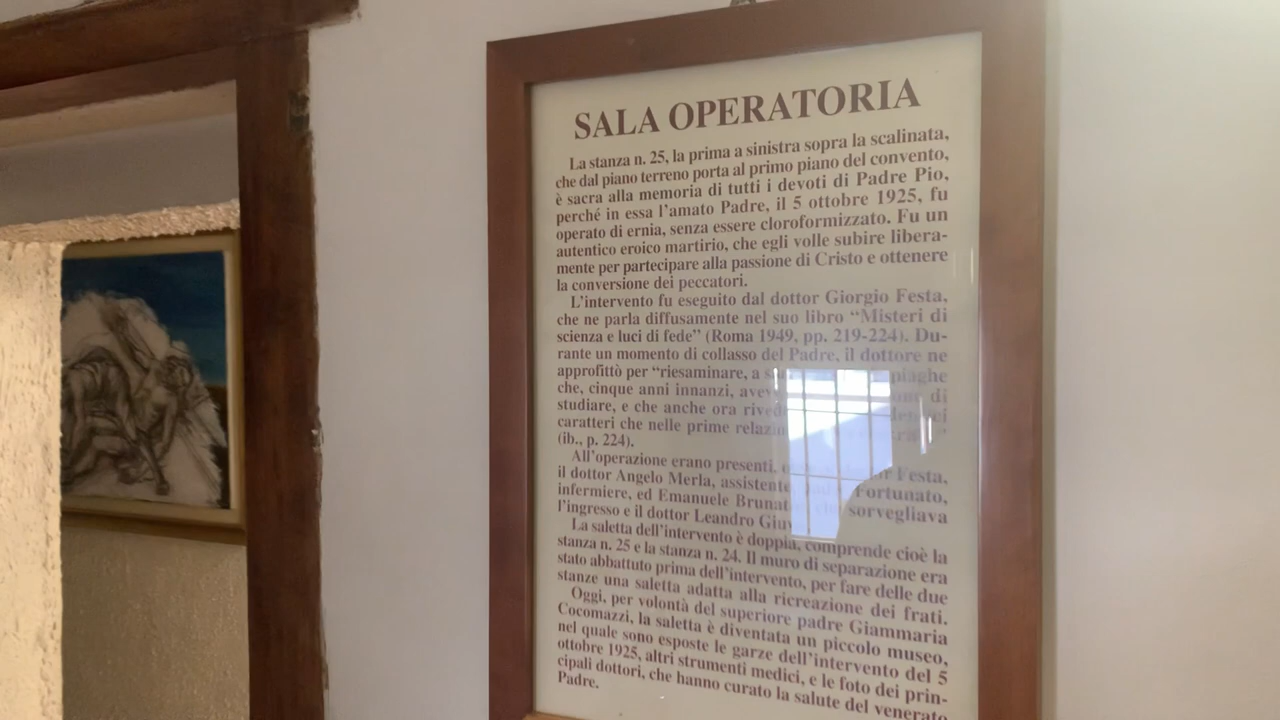 SALA OPERATORIA
La stanza n. 25, la prima a sinistra sopra la scalinata,
che dal piano terreno porta al primo piano del convento,
è sacra alla memoria di tutti i devoti di Padre Pio,
perché in essa l'amato Padre, il 5 ottobre 1925, fu
operato di ernia, senza essere cloroformizzato. Fu un
autentico eroico martirio, che egli volle subire libera-
mente per partecipare alla passione di Cristo e ottenere
la conversione dei peccatori.
L'intervento fu eseguito dal dottor Giorgio Festa,
che ne parla diffusamente nel suo libro “Misteri di
scienza e luci di fede” (Roma 1949, pp. 219-224). Du-
rante un momento di collasso del Padre, il dottore ne
approfittò per “riesaminare, a piaghe
che, cinque anni innanzi, di
studiare, e che anche ora
caratteri che nelle prime
(ib., p. 224).
All'operazione erano presenti, Festa,
il dottor Angelo Merla, assistente Fortunato,
infermiere, ed Emanuele sorvegliava
l'ingresso e il dottor Leandro
La saletta dell'intervento è doppia, comprende cioè la
stanza n. 25 e la stanza n. 24. Il muro di separazione era
stato abbattuto prima dell'intervento, per fare delle due
stanze una saletta adatta alla ricreazione dei frati.
Oggi, per volontà del superiore padre Giammaria
Cocomazzi, la saletta è diventata un piccolo museo,
nel quale sono esposte le garze dell'intervento del 5
ottobre 1925, altri strumenti medici, e le foto dei prin-
cipali dottori, che hanno curato la salute del venerato
Padre.